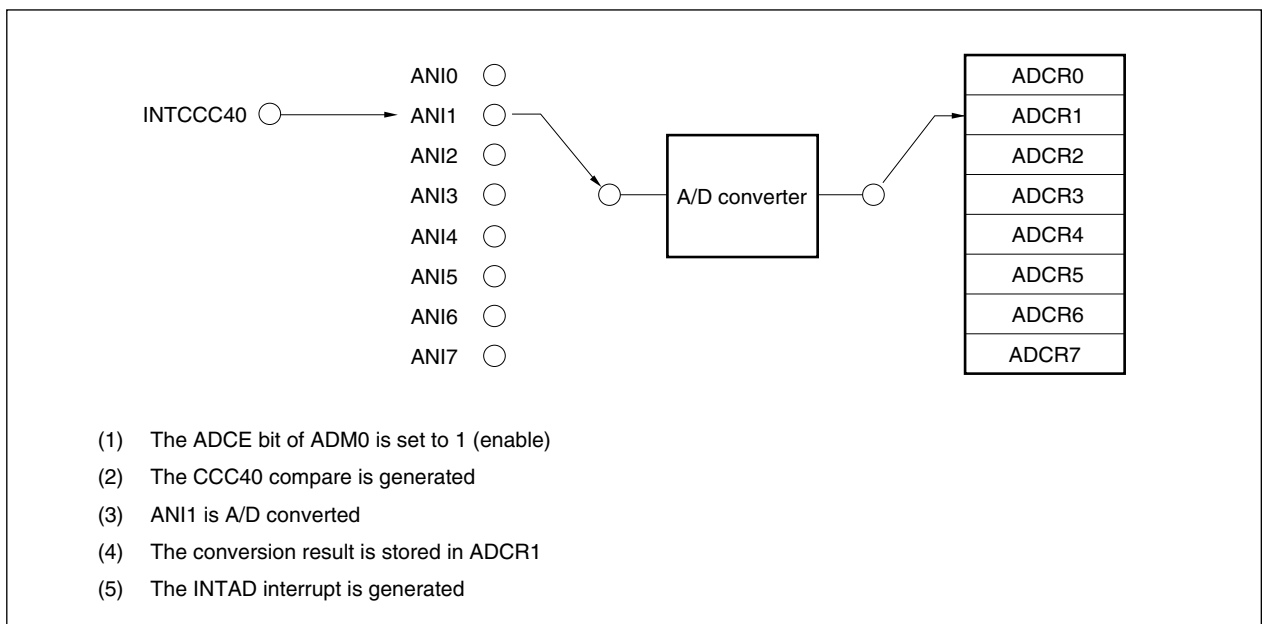 ANI0
INTCCC40
ANI1
ANI2
ANI3
ANI4
ANI5
ANI6
ANI7
A/D converter
ADCR0
ADCR1
ADCR2
ADCR3
ADCR4
ADCR5
ADCR6
ADCR7
(1) The ADCE bit of ADM0 is set to 1 (enable)
(2) The CCC40 compare is generated
(3) ANI1 is A/D converted
(4) The conversion result is stored in ADCR1
(5) The INTAD interrupt is generated